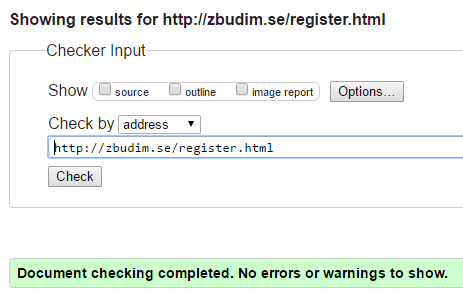 Showing results for http://zbudim.se/register.html
Checker Input
Show source outline image report Options...
Check by address
http://zbudim.se/register.html
Check
Document checking completed. No errors or warnings to show.